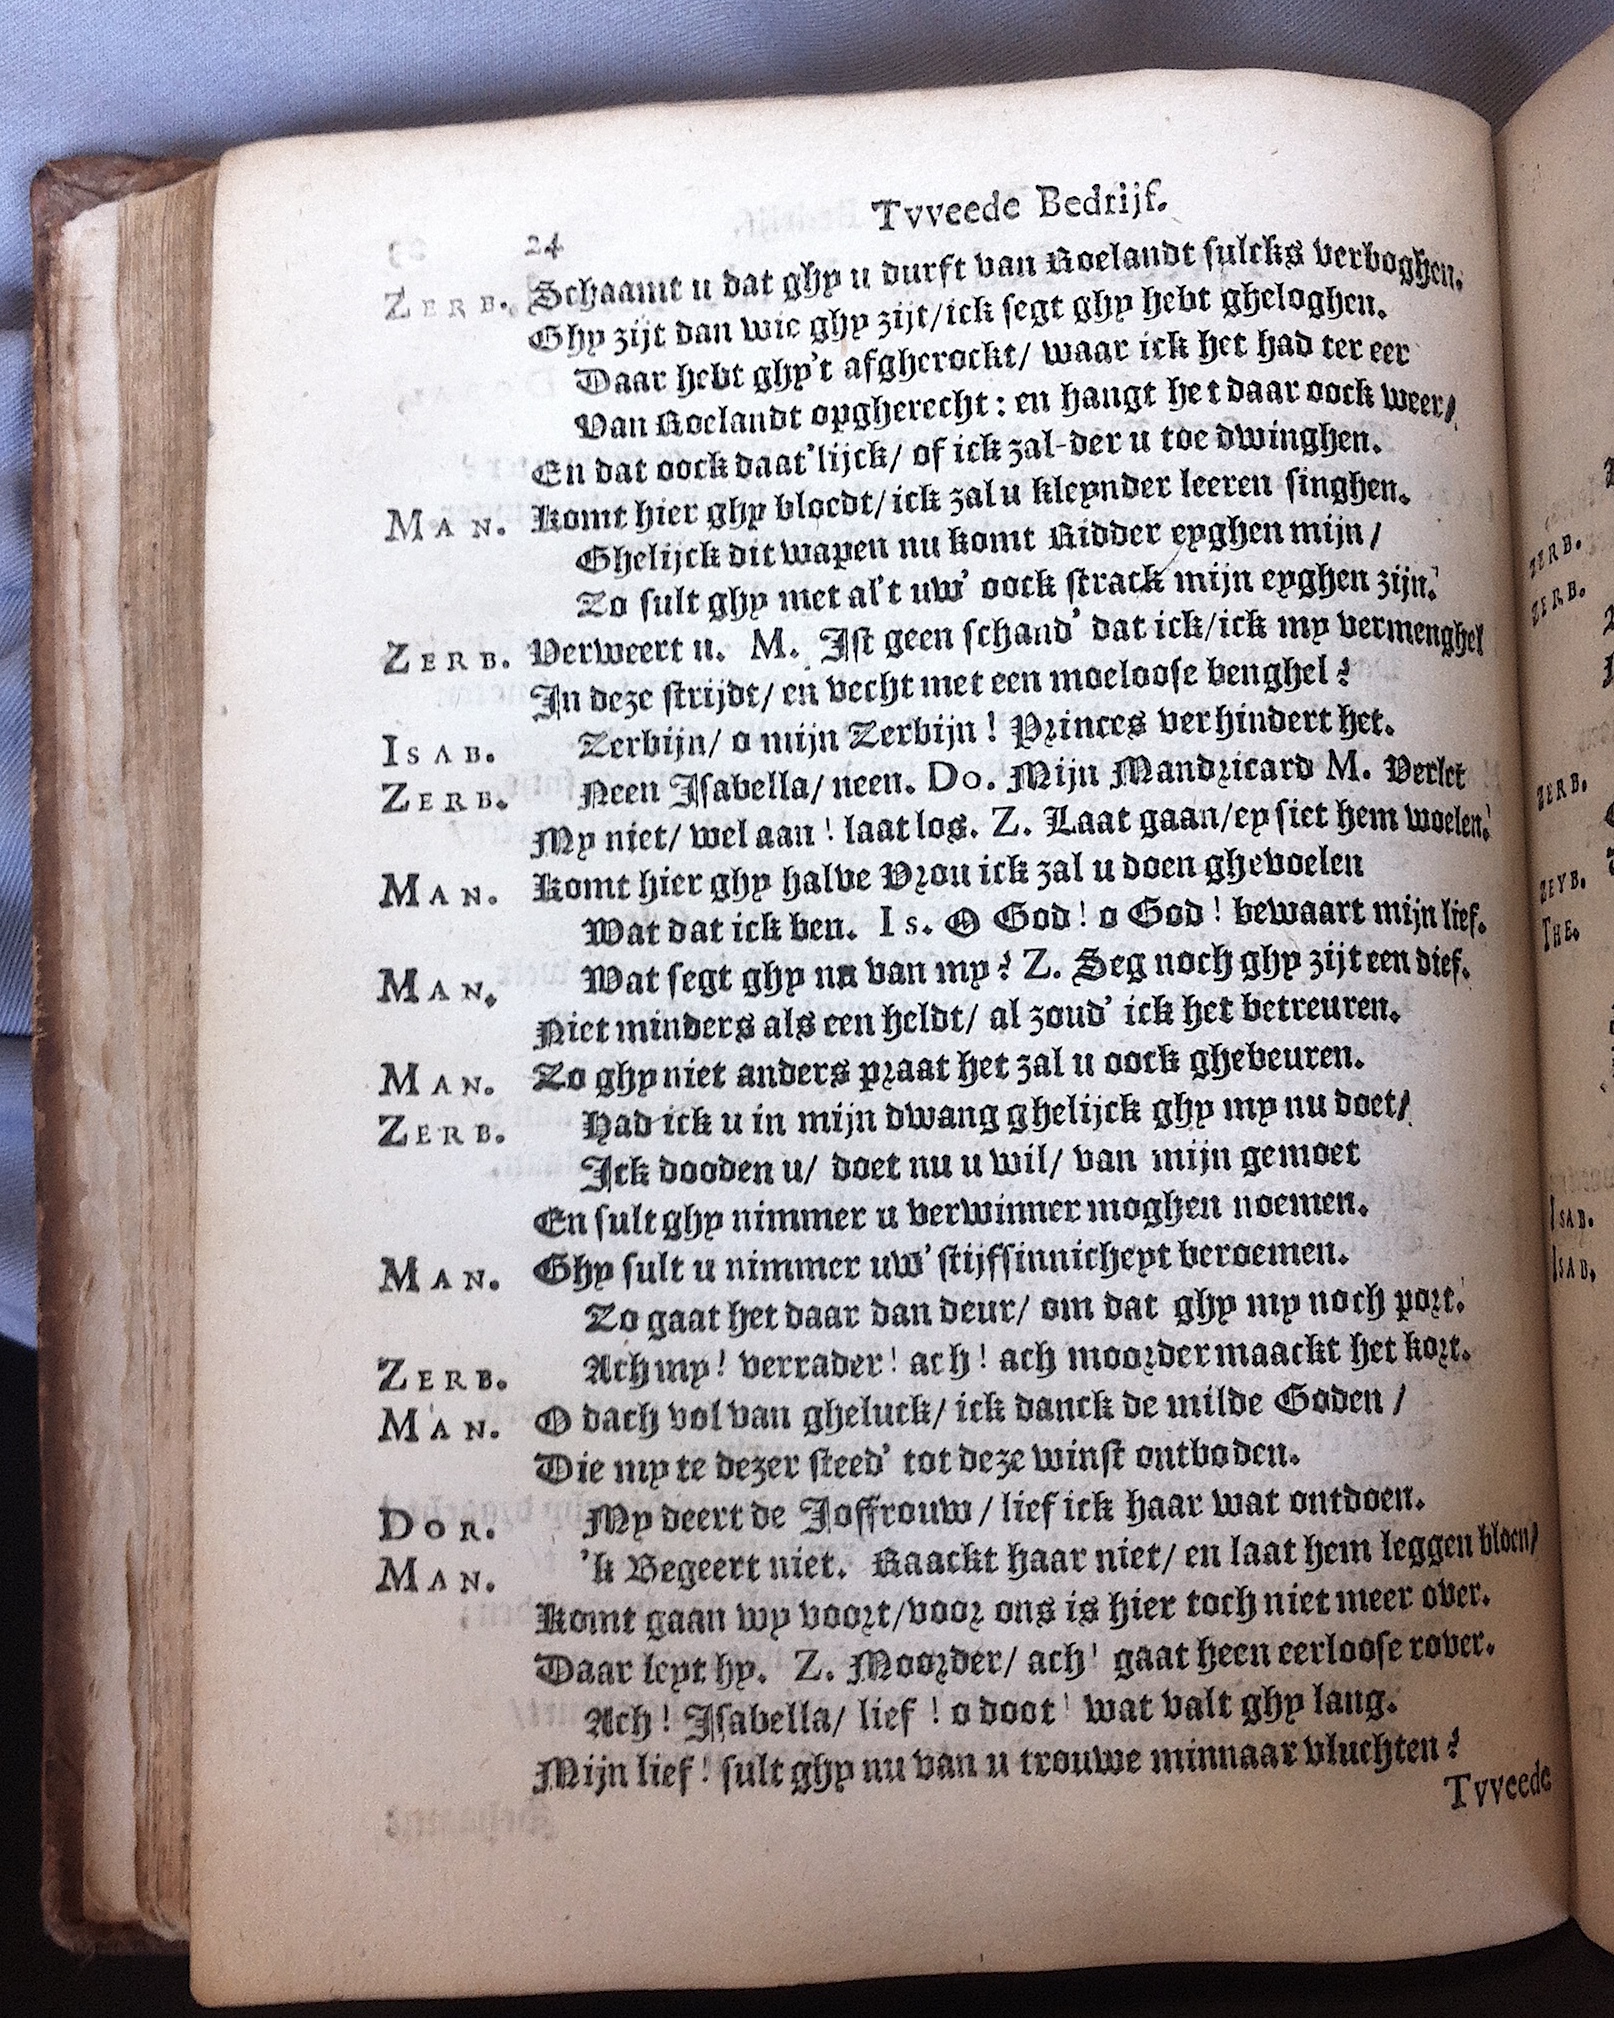 Tvveede Bedrijf.
24
ZERB. Schaamt u dat ghy u durft van Roelandt sulcks verboghen.
Ghy zijt dan wie ghy zijt/ick segt ghy hebt gheloghen.
Daar hebt ghy't afgherockt/ waar ick het had ter eer
Van Roelandt opgherecht: en hangt het daar oock weer/
En dat oock daat'lijck/ of ick zal-der u toe dwinghen.
MAN. Komt hier ghy bloedt/ick zal u kleynder leeren singhen.
Ghelijck dit wapen nu komt Ridder eyghen mijn/
Zo sult ghy met al't uw' oock strack mijn eyghen zijn.
ZERB. Verweert u. M. Ist geen schand' dat ick/ick my vermenghel
In deze strijdt/ en vecht met een moeloose benghel?
ISAB. Zerbijn/ o mijn Zerbijn! Princes verhindert het.
ZERB. Neen Isabella/ neen. Do. Mijn Mandricard M. Verlet
My niet/ wel aan! laat los. Z. Laat gaan/ey siet hem woelen.
MAN. Komt hier ghy halve Vrou ick zal u doen ghevoelen
Wat dat ick ben. Is. O God! o God! bewaart mijn lief.
MAN. Wat segt ghy nu van my? Z. Seg noch ghy zijt een dief.
Niet minders als een heldt/ al zoud' ick het betreuren.
MAN. Zo ghy niet anders praat het zal u oock ghebeuren.
ZERB. Had ick u in mijn dwang ghelijck ghy my nu doet/
Ick dooden u/ doet nu u wil/ van mijn gemoet
En sult ghy nimmer u verwinner moghen noemen.
MAN. Ghy sult u nimmer uw' stijfsinnicheyt beroemen.
Zo gaat het daar dan deur/ om dat ghy my noch port.
ZERB. Ach my! verrader! ach! ach moorder maackt het kort.
MAN. O dach vol van gheluck/ ick danck de milde Goden/
Die my te dezer steed' tot deze winst ontboden.
DOR. My deert de Joffrouw/ lief ick haar wat ontdoen.
MAN. 'k Begeert niet. Raackt haar niet/ en laat hem leggen bloen/
Komt gaan wy voort/voor ons is hier toch niet meer over.
Daar leyt hy. Z. Moorder/ ach! gaat heen eerloose rover.
Ach! Isabella/ lief! o doot! wat valt ghy lang.
Mijn lief! sult ghy nu van u trouwe minnaar vluchten?
Tvveede
ZERB.
ZERB.
ZERB.
ZEYB.
THE.
ISAB.
ISAB.